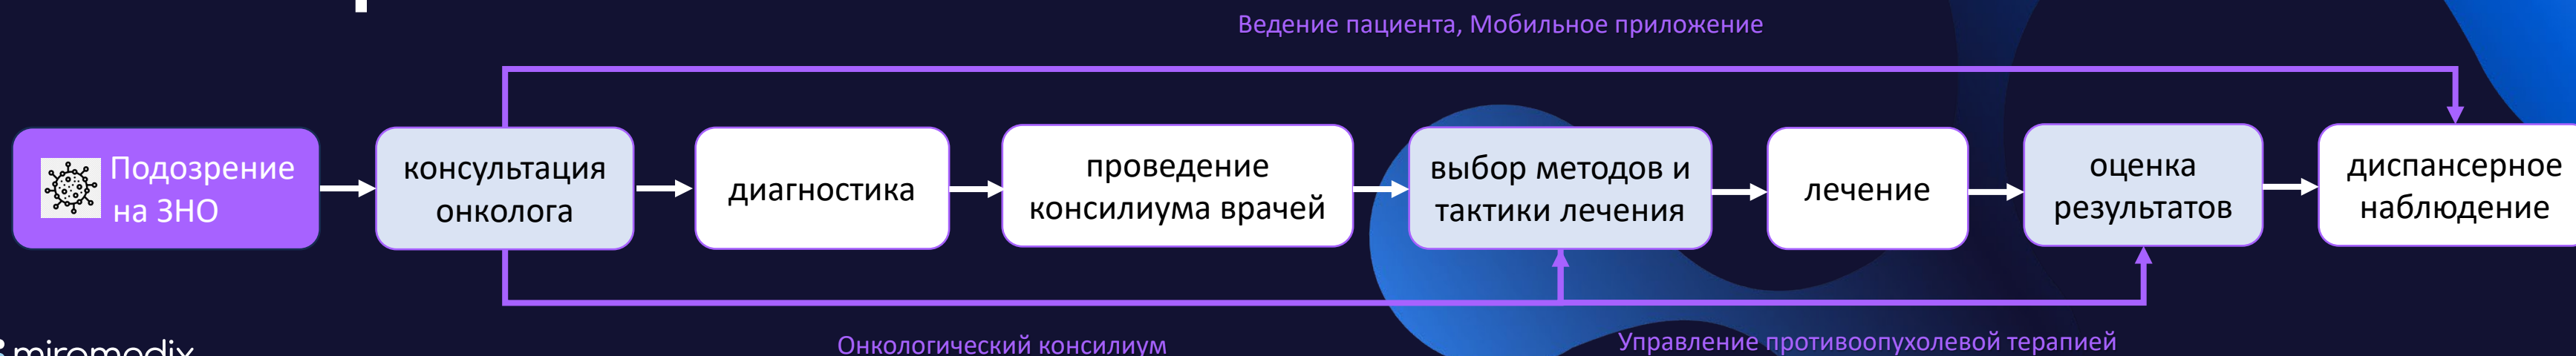 Ведение пациента, Мобильное приложение
Подозрение
на ЗНО
консультация
онколога
диагностика
проведение
консилиума врачей
выбор методов и
тактики лечения
лечение
оценка
результатов
диспансерное
наблюдение
Онкологический консилиум
Управление противоопухолевой терапией
miromedix